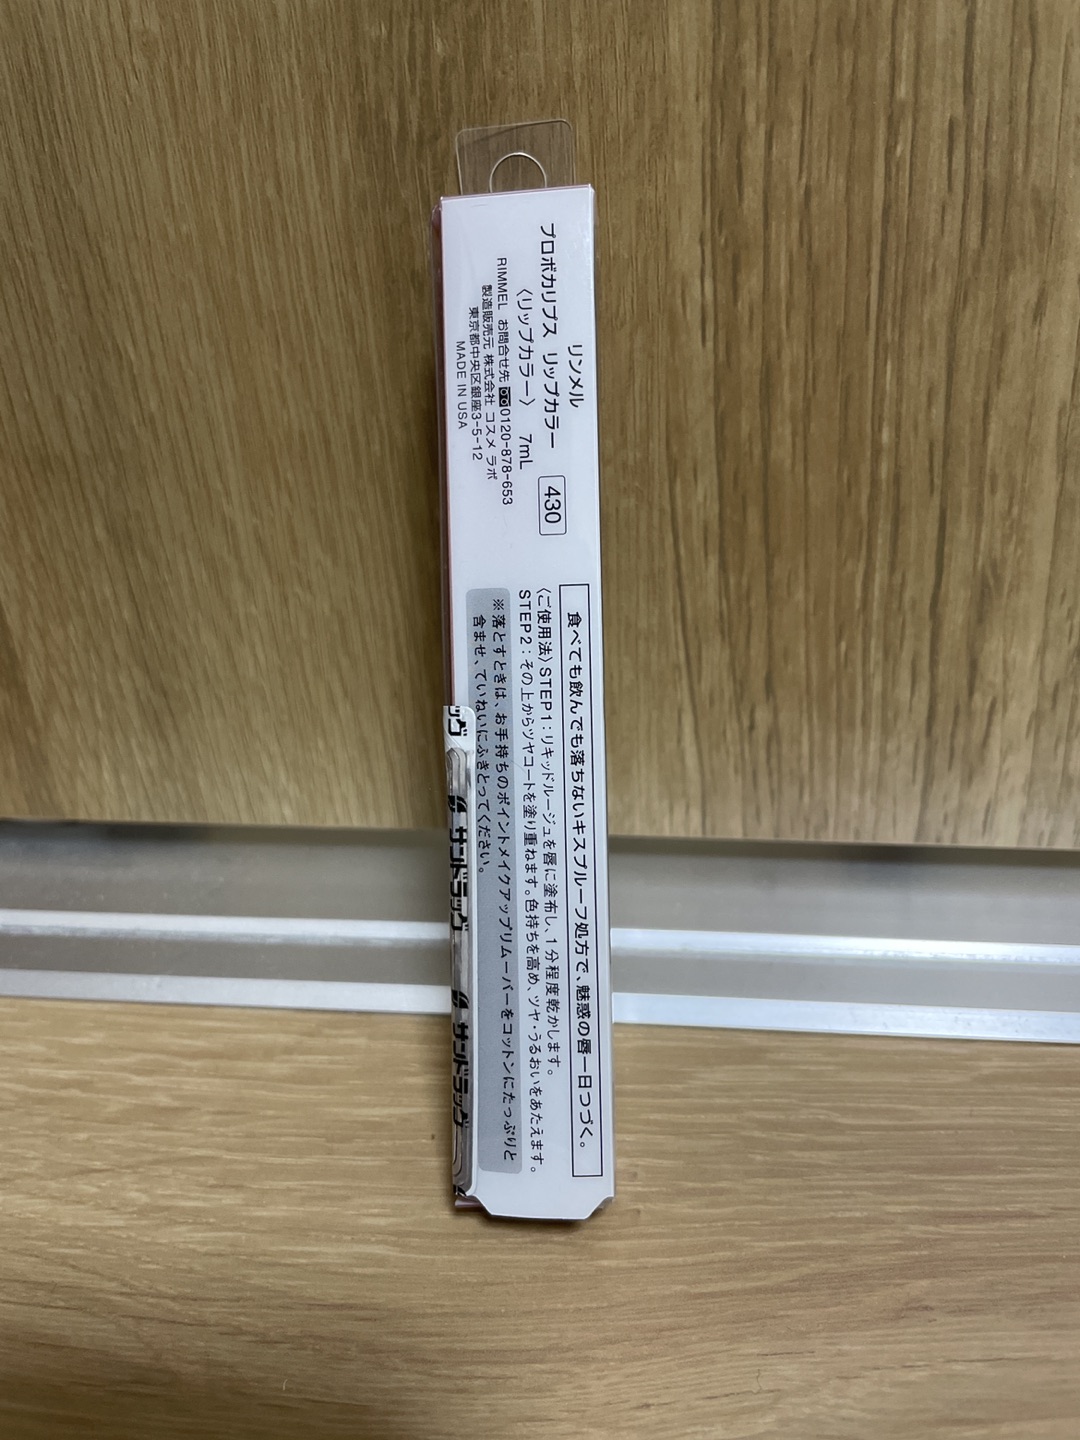 リンメル
プロボカリップス リップカラー 430
〈リップカラー〉 7mL
RIMMEL お問合せ先 0120-878-653
製造販売元 株式会社 コスメ ラボ
東京都中央区銀座3-5-12
MADE IN USA
食べても飲んでも落ちないキスプルーフ処方で、魅惑の唇一日つづく。
〈ご使用法〉STEP1：リキッドルージュを唇に塗布し、1分程度乾かします。
STEP2：その上からツヤコートを塗り重ねます。色持ちを高め、ツヤ・うるおいをあたえます。
※落とすときは、お手持ちのポイントメイクアップリムーバーをコットンにたっぷりと
含ませ、ていねいにふきとってください。
ッグ
サンドラッグ
サンドラッグ